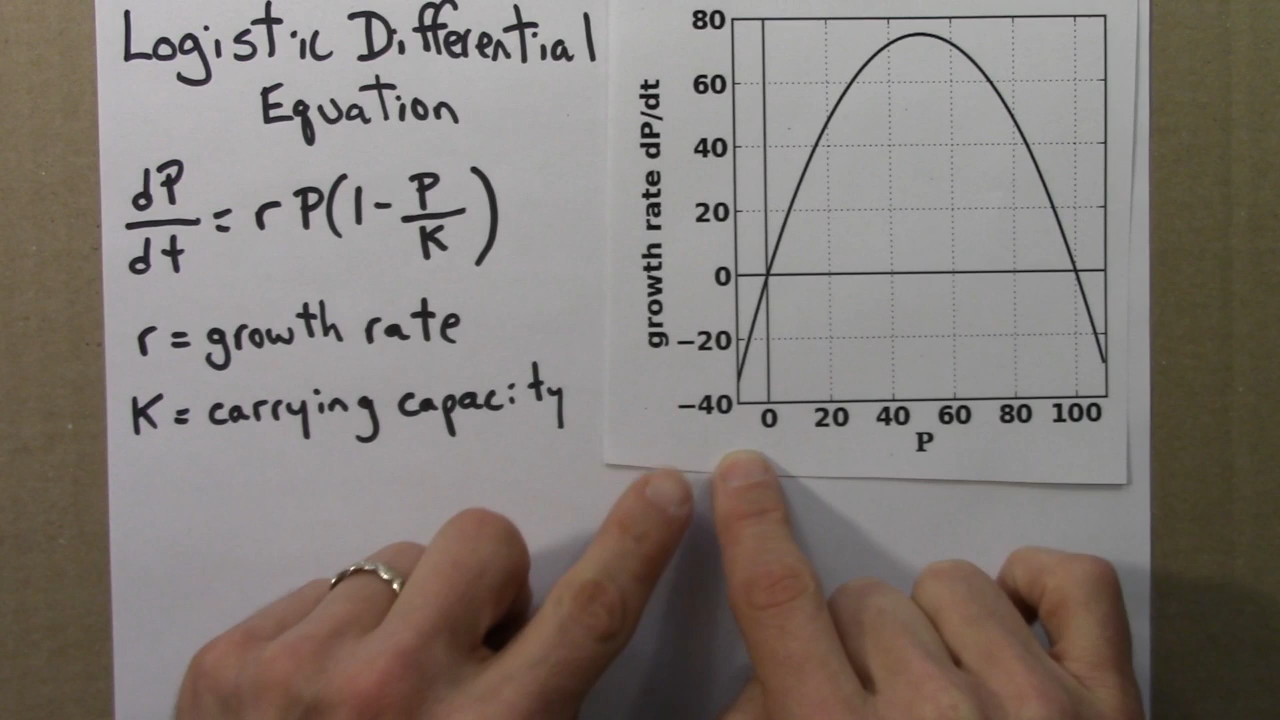 Logistic Differential
Equation
dP/dt = r P(1 - P/K)
r = growth rate
K = carrying capacity
growth rate dP/dt
80
60
40
20
0
−20
−40
0 20 40 60 80 100
P